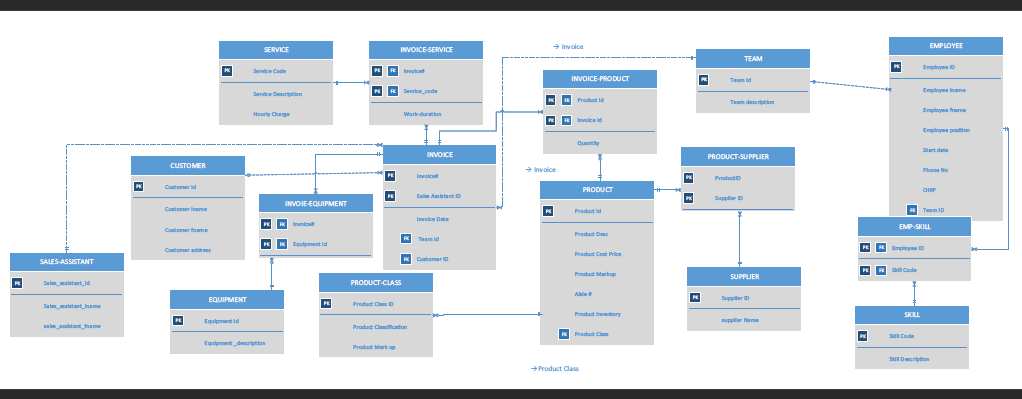 SERVICE
PK Service Code
Service Description
Hourly Charge
INVOICE-SERVICE
PK FK Invoice#
PK FK Service_code
Work-duration
→ Invoice
INVOICE-PRODUCT
PK FK Product Id
PK FK Invoice Id
Quantity
TEAM
PK Team Id
Team description
EMPLOYEE
PK Employee ID
Employee lname
Employee fname
Employee position
Start date
Phone No
OHIP
FK Team ID
CUSTOMER
PK Customer Id
Customer lname
Customer fname
Customer address
INVOICE
PK Invoice#
PK Sales Assistant ID
Invoice Date
FK Team Id
FK Customer ID
→ Invoice
INVOIE-EQUIPMENT
PK FK Invoice#
PK FK Equipment Id
PRODUCT
PK Product Id
Product Desc
Product Cost Price
Product Markup
Aisle #
Product Inventory
FK Product Class
PRODUCT-SUPPLIER
PK ProductID
PK Supplier ID
EMP-SKILL
PK FK Employee ID
PK FK Skill Code
SALES-ASSISTANT
PK Sales_assistant_Id
Sales_assistant_lname
sales_assistant_fname
EQUIPMENT
PK Equipment Id
Equipment_description
PRODUCT-CLASS
PK Product Class ID
Product Classification
Product Mark up
SUPPLIER
PK Supplier ID
supplier Name
SKILL
PK Skill Code
Skill Description
→Product Class